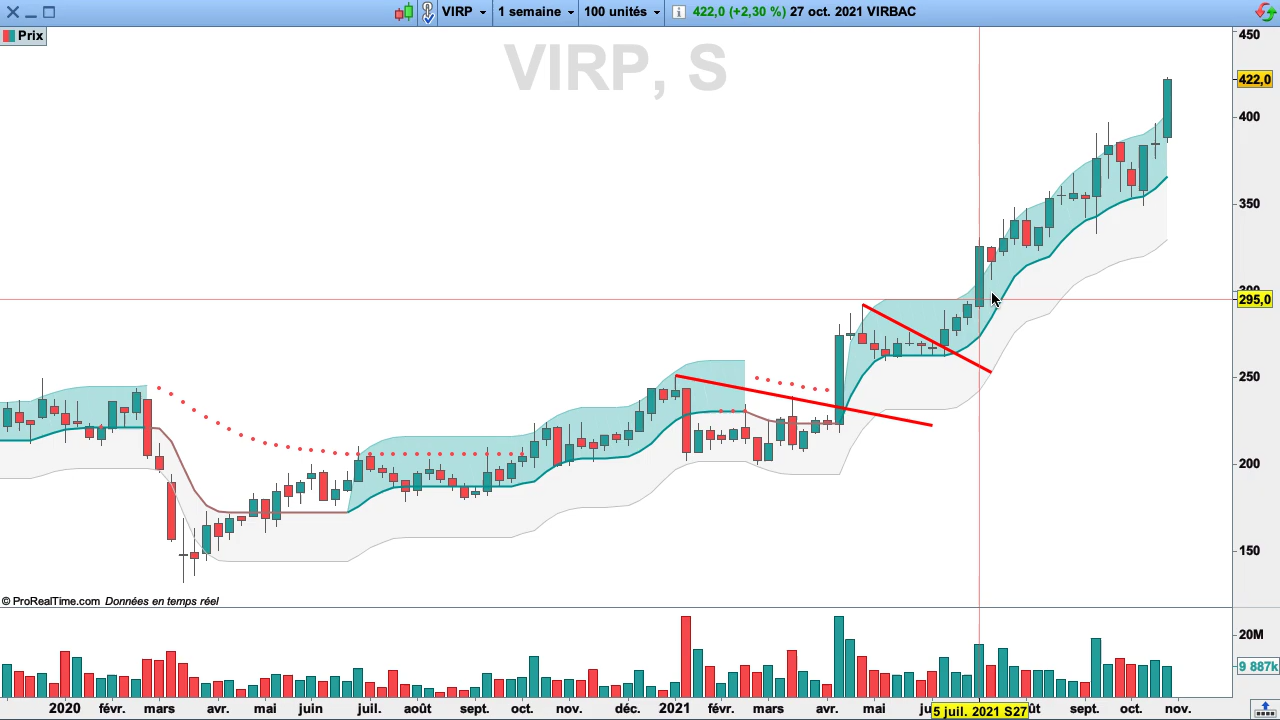 VIRP 1 semaine 100 unités 422,0 (+2,30 %) 27 oct. 2021 VIRBAC
Prix
VIRP, S
450
422,0
400
350
295,0
250
200
150
© ProRealTime.com Données en temps réel
20M
9 887k
2020 févr. mars avr. mai juin juil. août sept. oct. nov. déc. 2021 févr. mars avr. mai 5 juil. 2021 S27 sept. oct. nov.